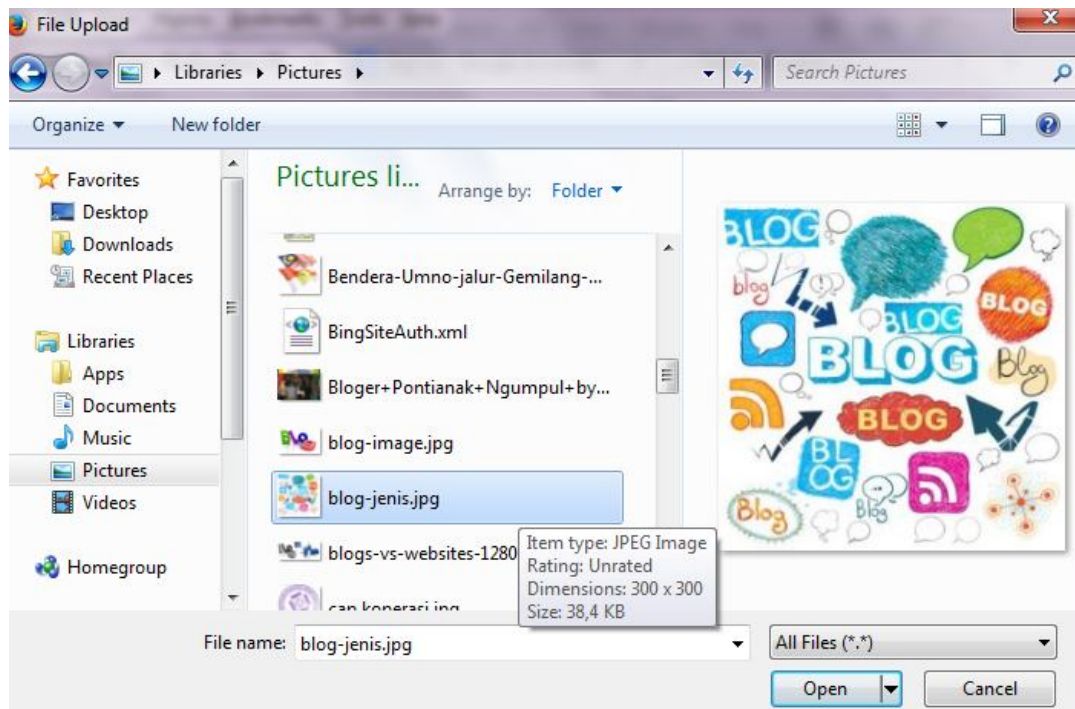 File Upload
Libraries Pictures
Search Pictures
Organize New folder
Favorites
Desktop
Downloads
Recent Places
Libraries
Apps
Documents
Music
Pictures
Videos
Homegroup
Pictures li...
Arrange by: Folder
Bendera-Umno-jalur-Gemilang-...
BingSiteAuth.xml
Bloger+Pontianak+Ngumpul+by...
blog-image.jpg
blog-jenis.jpg
blogs-vs-websites-1280
Item type: JPEG Image
Rating: Unrated
Dimensions: 300 x 300
Size: 38,4 KB
BLOG
blog
BLOG
BLOG
BLOG
Blog
BLOG
BL
OG
Blog
Blog
File name: blog-jenis.jpg
All Files (*.*)
Open
Cancel